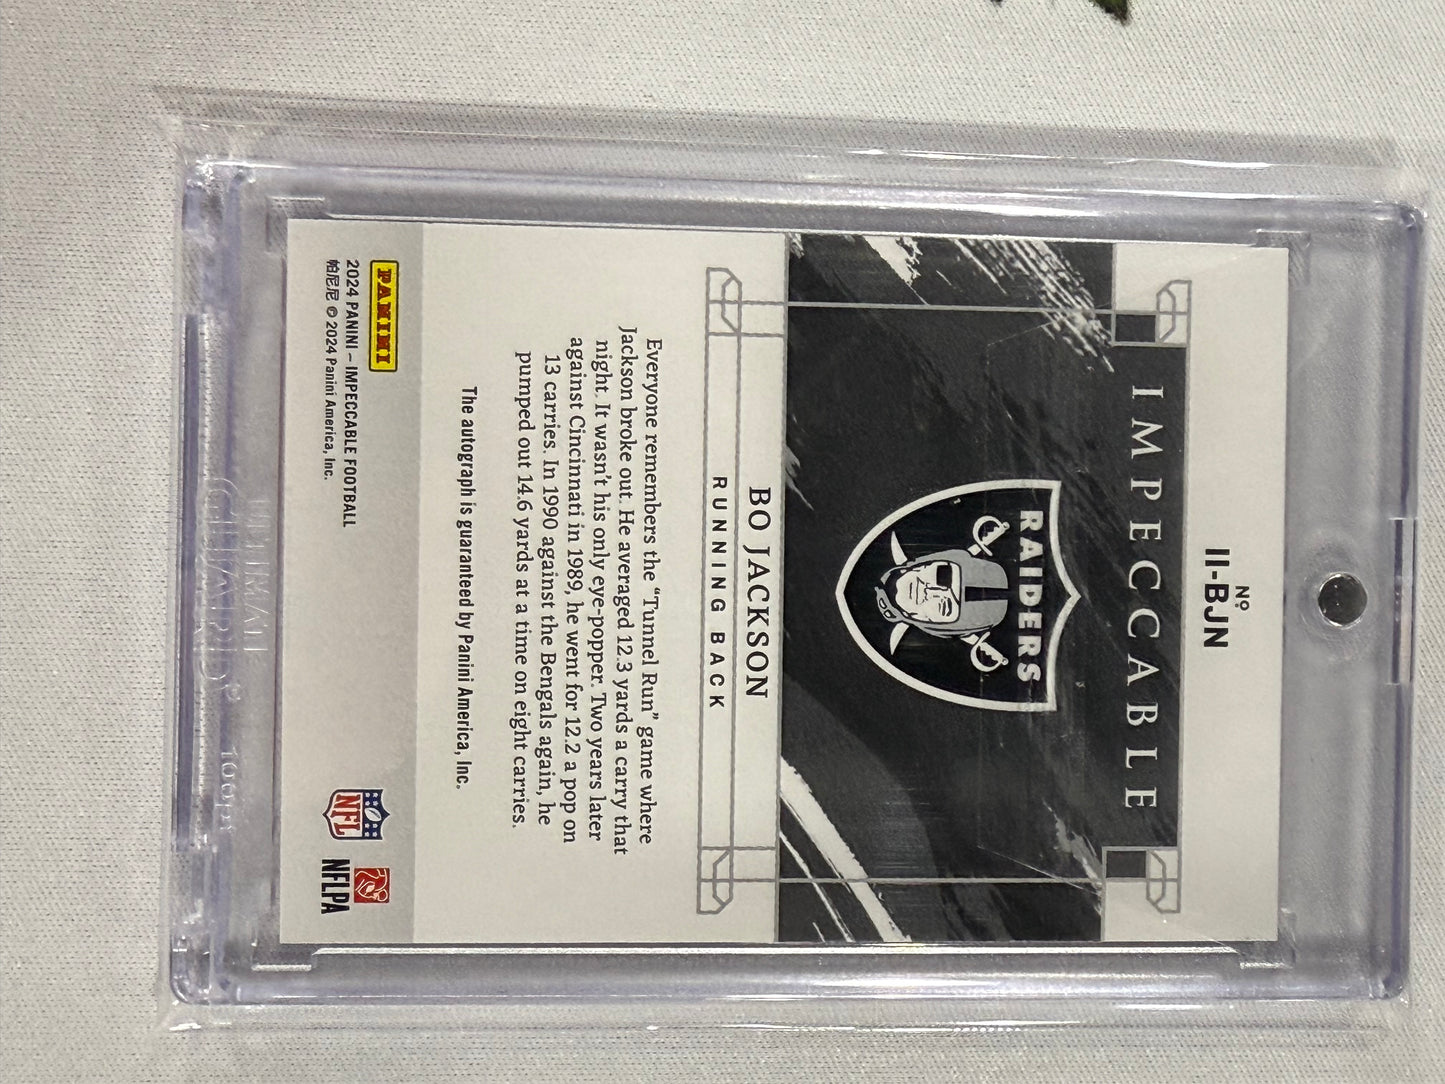 Nº
II-BJN
IMPECCABLE
RAIDERS
BO JACKSON
RUNNING BACK
Everyone remembers the “Tunnel Run” game where
Jackson broke out. He averaged 12.3 yards a carry that
night. It wasn't his only eye-popper. Two years later
against Cincinnati in 1989, he went for 12.2 a pop on
13 carries. In 1990 against the Bengals again, he
pumped out 14.6 yards at a time on eight carries.
The autograph is guaranteed by Panini America, Inc.
PANINI
2024 PANINI – IMPECCABLE FOOTBALL
帕尼尼 © 2024 Panini America, Inc.
NFL
NFLPA
ULTIMATE
GUARD®
100pt